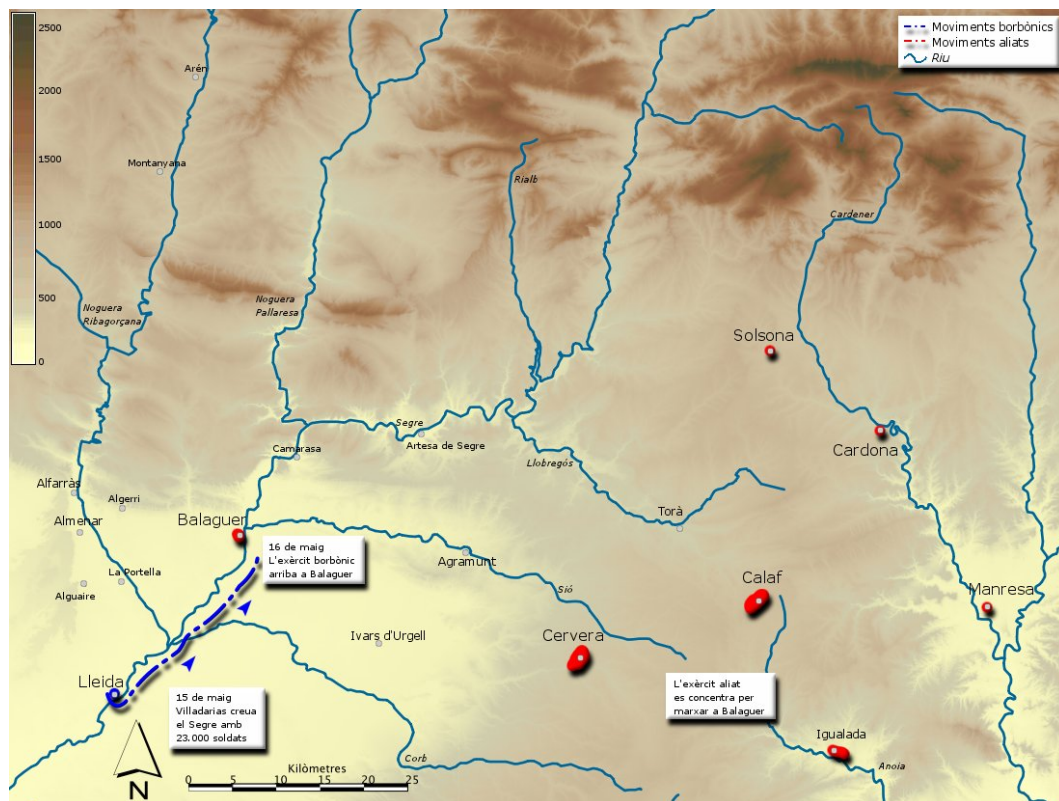 2500
2000
1500
1000
500
0
Moviments borbònics
Moviments aliats
Riu
Arén
Montanyana
Rialb
Cardener
Noguera
Ribagorçana
Noguera
Pallaresa
Solsona
Segre
Artesa de Segre
Cardona
Camarasa
Llobregós
Alfarràs
Algerri
Almenar
Balaguer
Torà
16 de maig
L'exèrcit borbònic
arriba a Balaguer
Agramunt
La Portella
Alguaire
Sió
Calaf
Manresa
Ivars d'Urgell
Cervera
Lleida
15 de maig
Villadarias creua
el Segre amb
23.000 soldats
L'exèrcit aliat
es concentra per
marxar a Balaguer
Igualada
Anoia
Corb
Kilòmetres
0 5 10 15 20 25
N